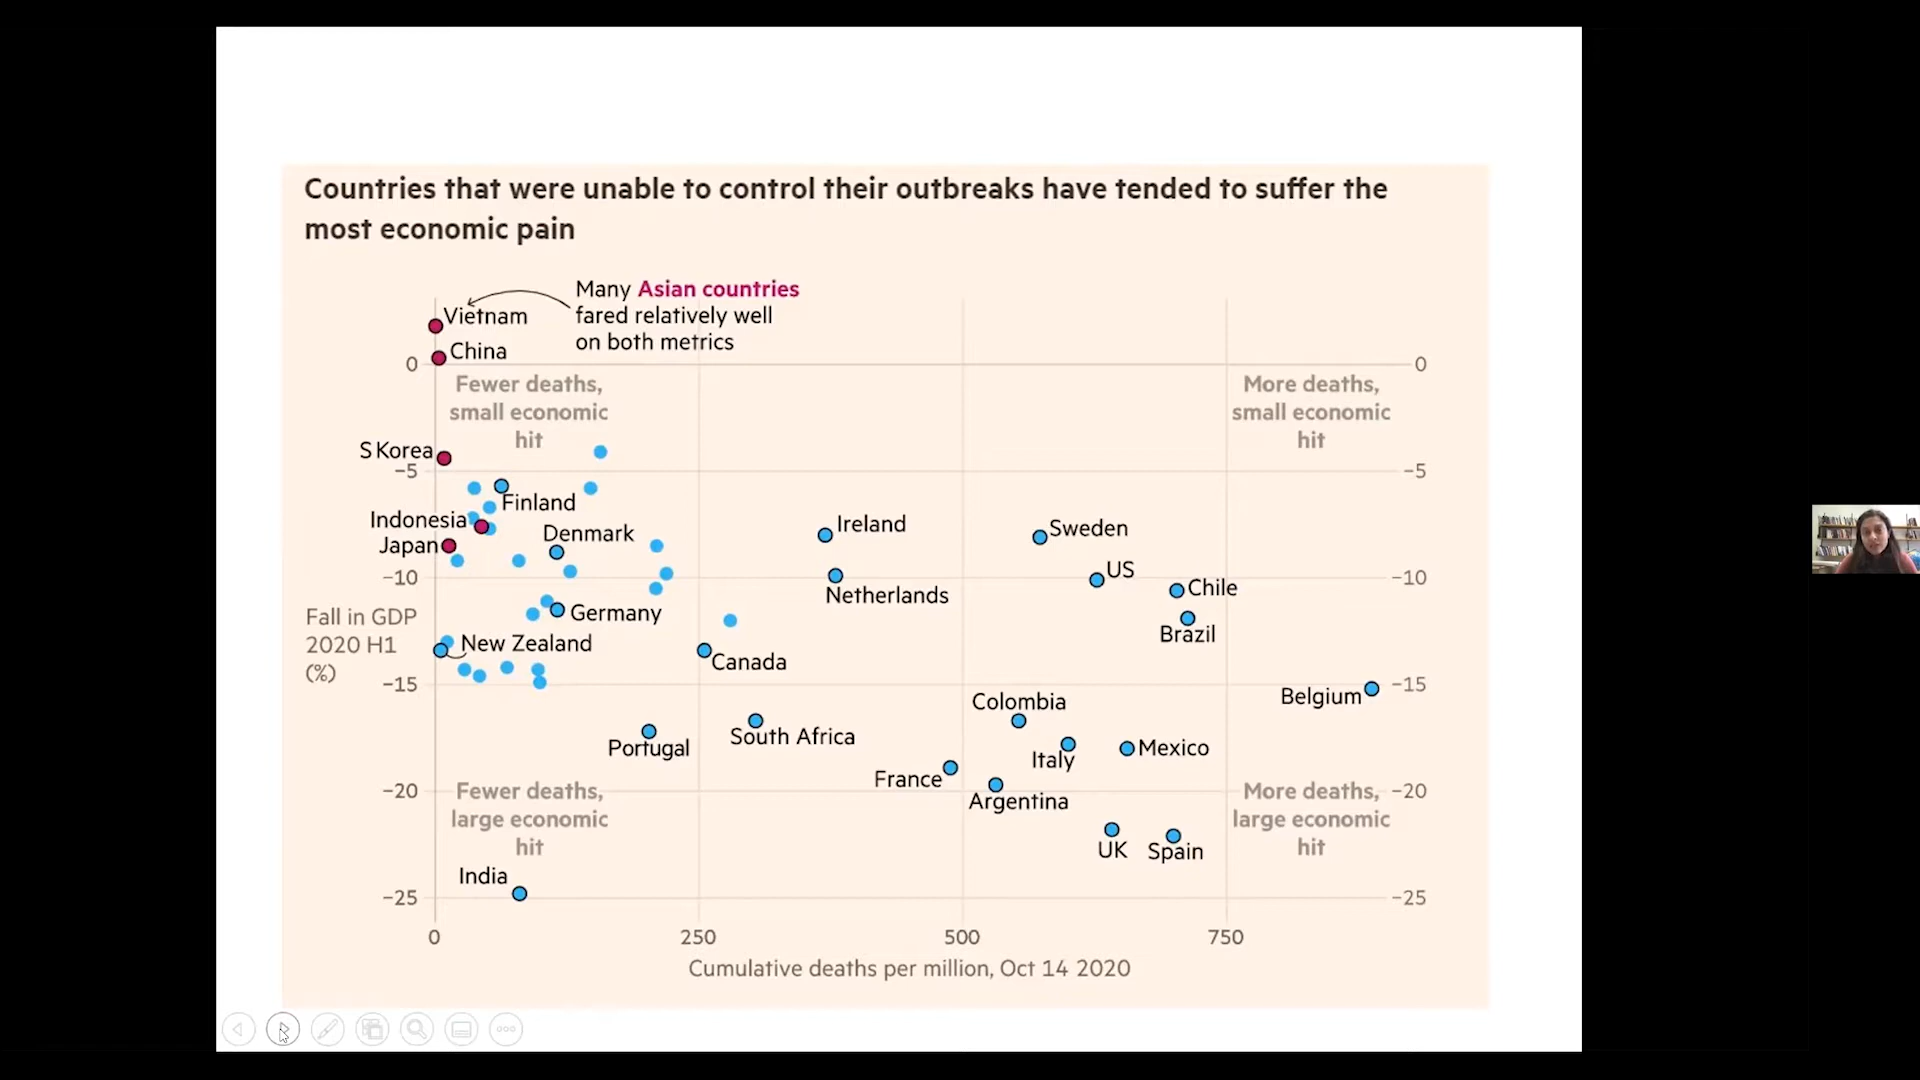 Countries that were unable to control their outbreaks have tended to suffer the
most economic pain
Many Asian countries
fared relatively well
on both metrics
Vietnam
China
0
0
Fewer deaths,
small economic
hit
More deaths,
small economic
hit
S Korea
−5
−5
Finland
Indonesia
Denmark
Japan
Ireland
Sweden
−10
−10
US
Chile
Netherlands
Brazil
Germany
Fall in GDP
2020 H1
(%)
New Zealand
Canada
−15
−15
Belgium
Colombia
Portugal
South Africa
Italy
Mexico
France
Argentina
−20
−20
Fewer deaths,
large economic
hit
More deaths,
large economic
hit
UK
Spain
India
−25
−25
0
250
500
750
Cumulative deaths per million, Oct 14 2020